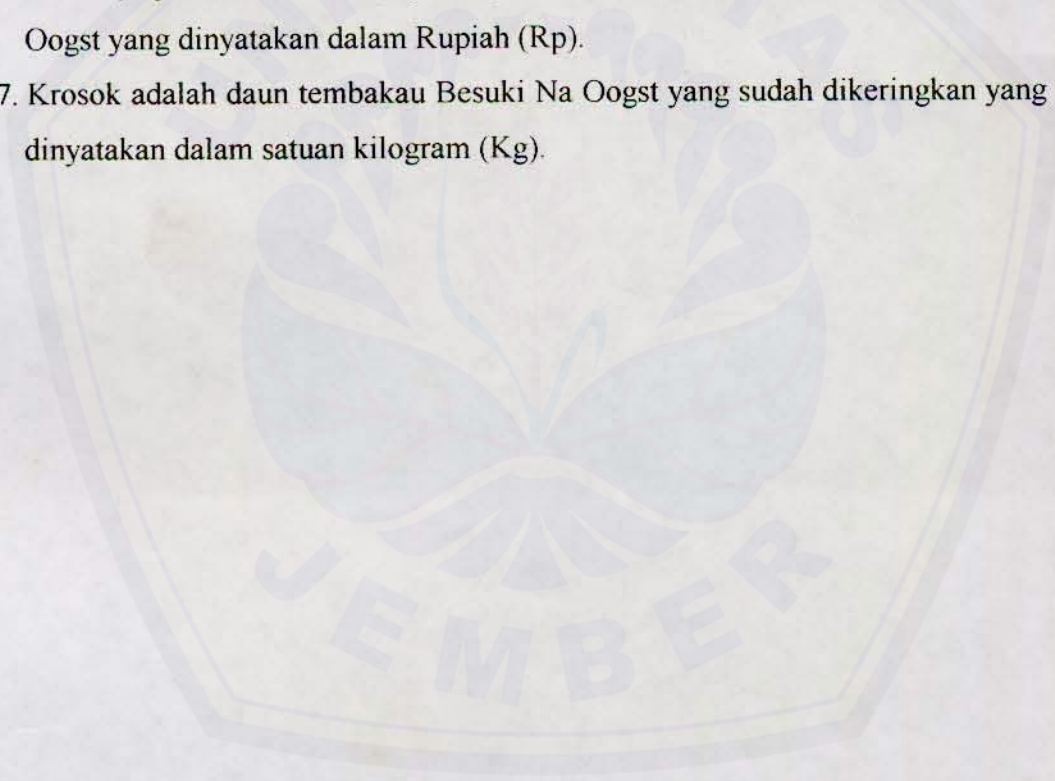 Oogst yang dinyatakan dalam Rupiah (Rp).
7. Krosok adalah daun tembakau Besuki Na Oogst yang sudah dikeringkan yang
dinyatakan dalam satuan kilogram (Kg).
JEMBER